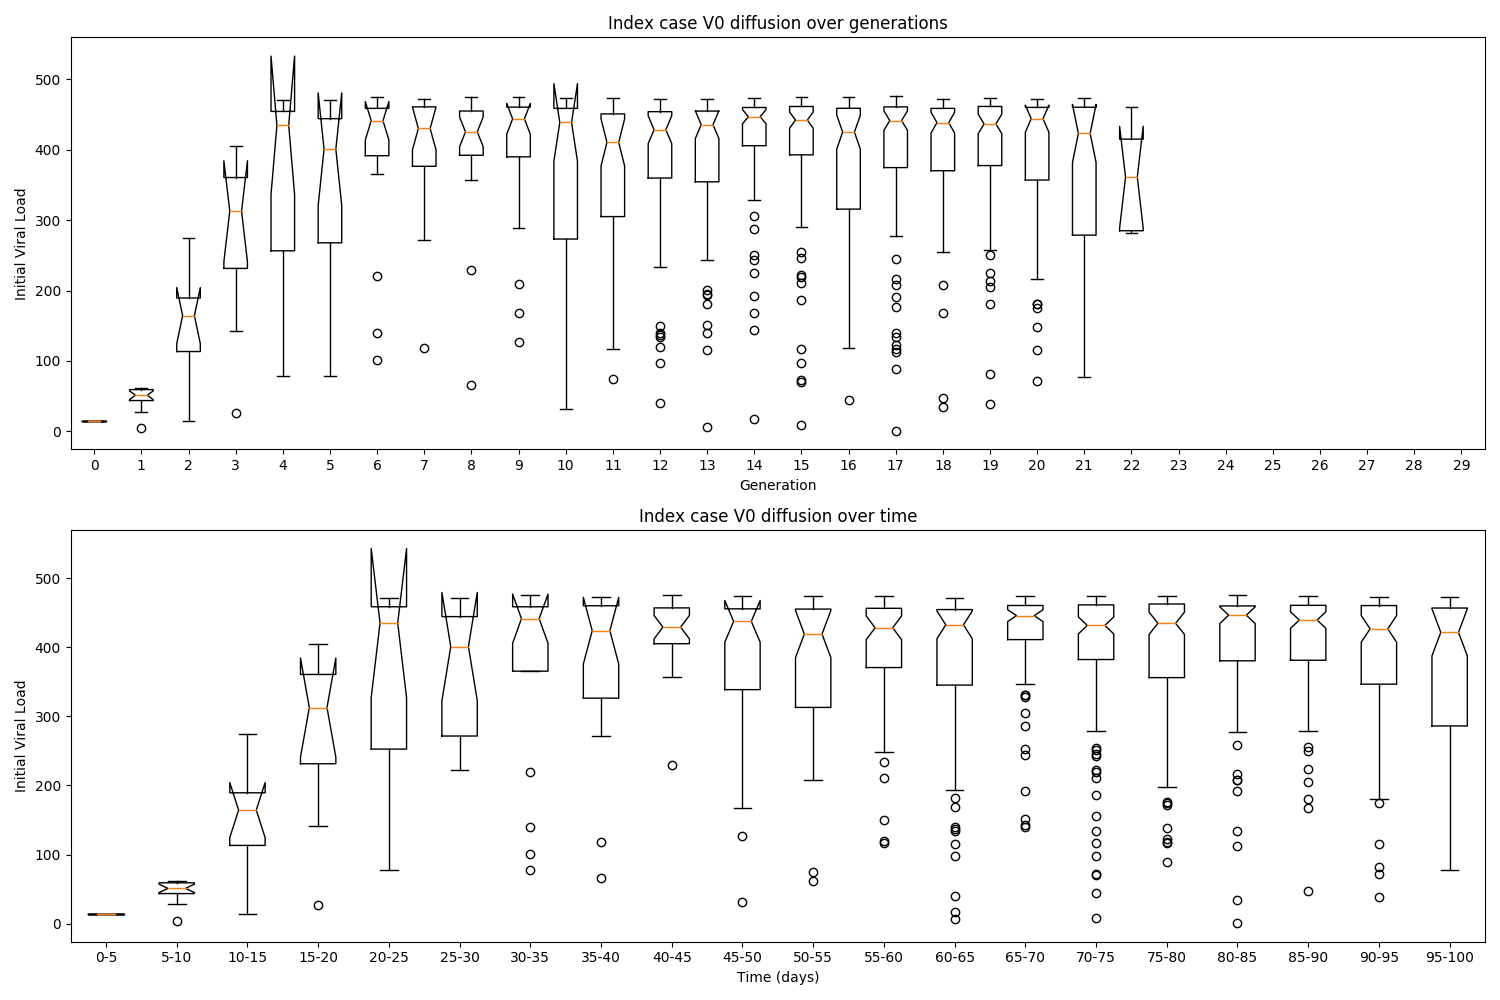 Index case V0 diffusion over generations
500
400
300
200
100
0
Initial Viral Load
0 1 2 3 4 5 6 7 8 9 10 11 12 13 14 15 16 17 18 19 20 21 22 23 24 25 26 27 28 29
Generation
Index case V0 diffusion over time
500
400
300
200
100
0
Initial Viral Load
0-5 5-10 10-15 15-20 20-25 25-30 30-35 35-40 40-45 45-50 50-55 55-60 60-65 65-70 70-75 75-80 80-85 85-90 90-95 95-100
Time (days)